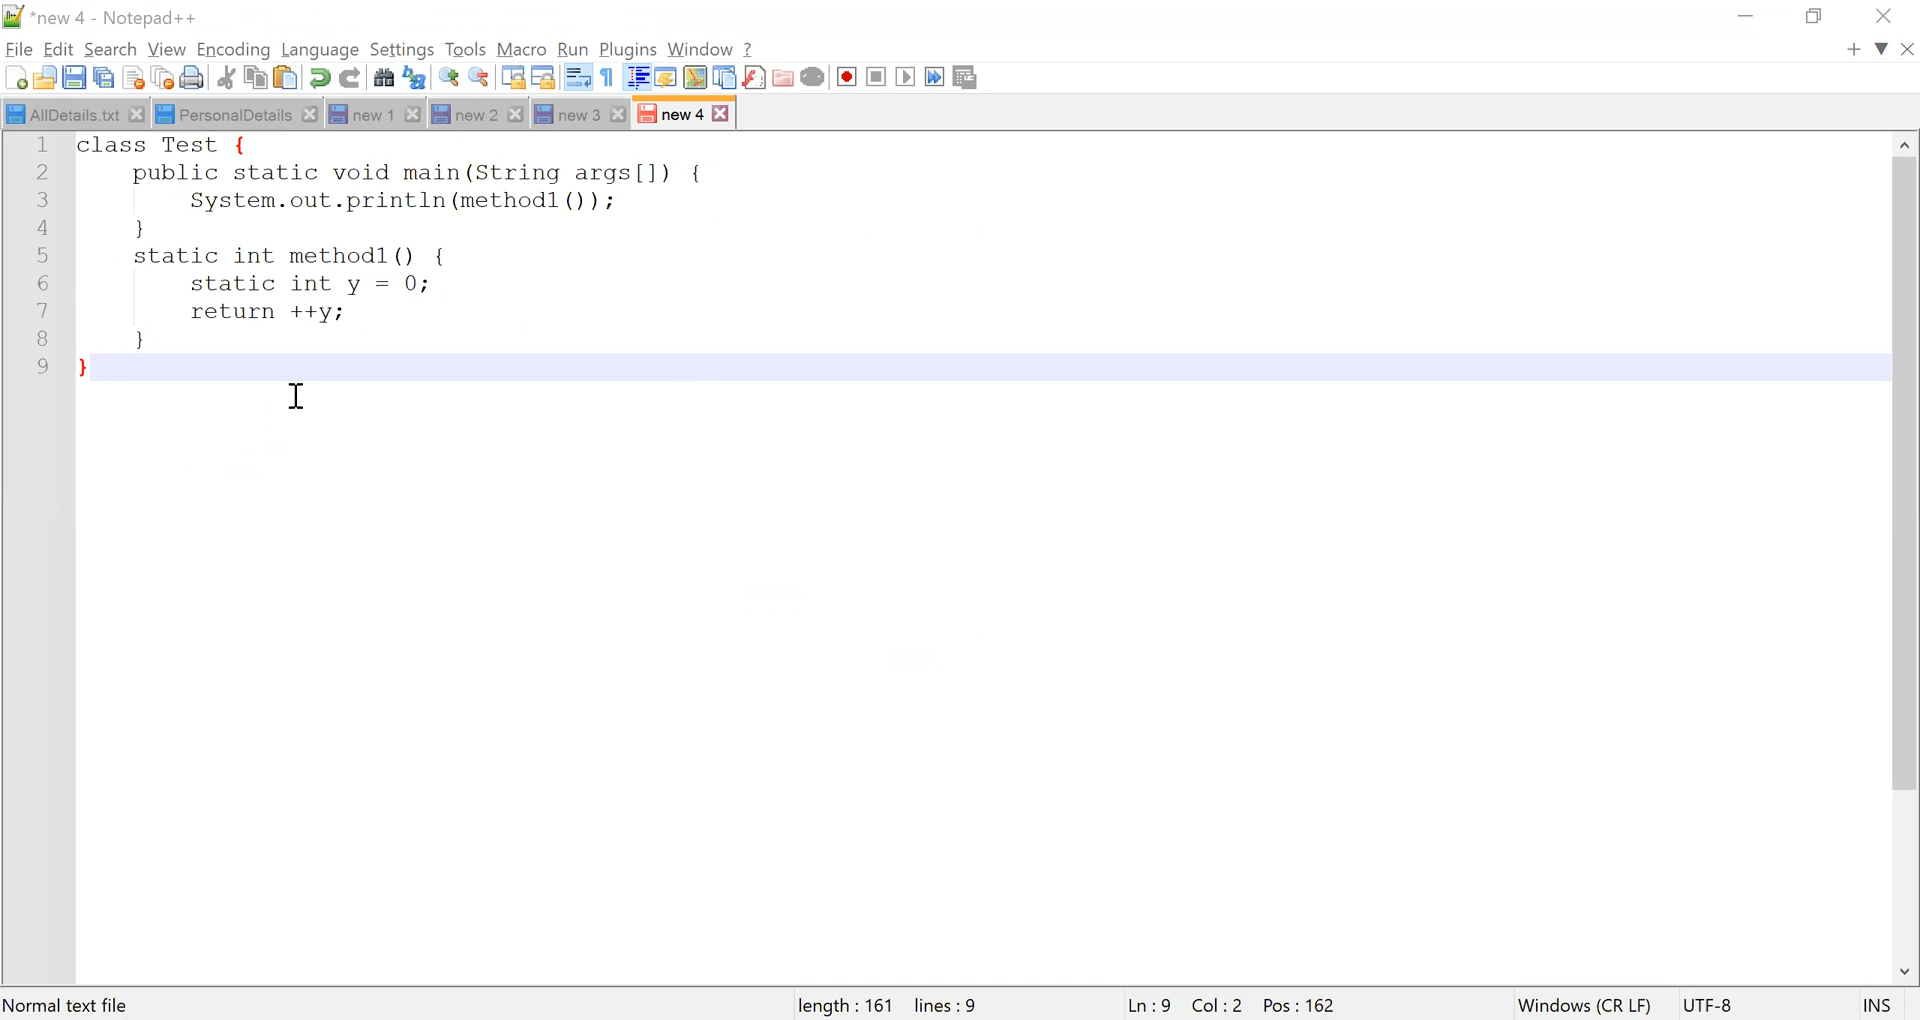 *new 4 - Notepad++
File Edit Search View Encoding Language Settings Tools Macro Run Plugins Window ?
AllDetails.txt PersonalDetails new 1 new 2 new 3 new 4
1 class Test {
2 public static void main(String args[]) {
3 System.out.println(method1());
4 }
5 static int method1() {
6 static int y = 0;
7 return ++y;
8 }
9 }
Normal text file length : 161 lines : 9 Ln : 9 Col : 2 Pos : 162 Windows (CR LF) UTF-8 INS